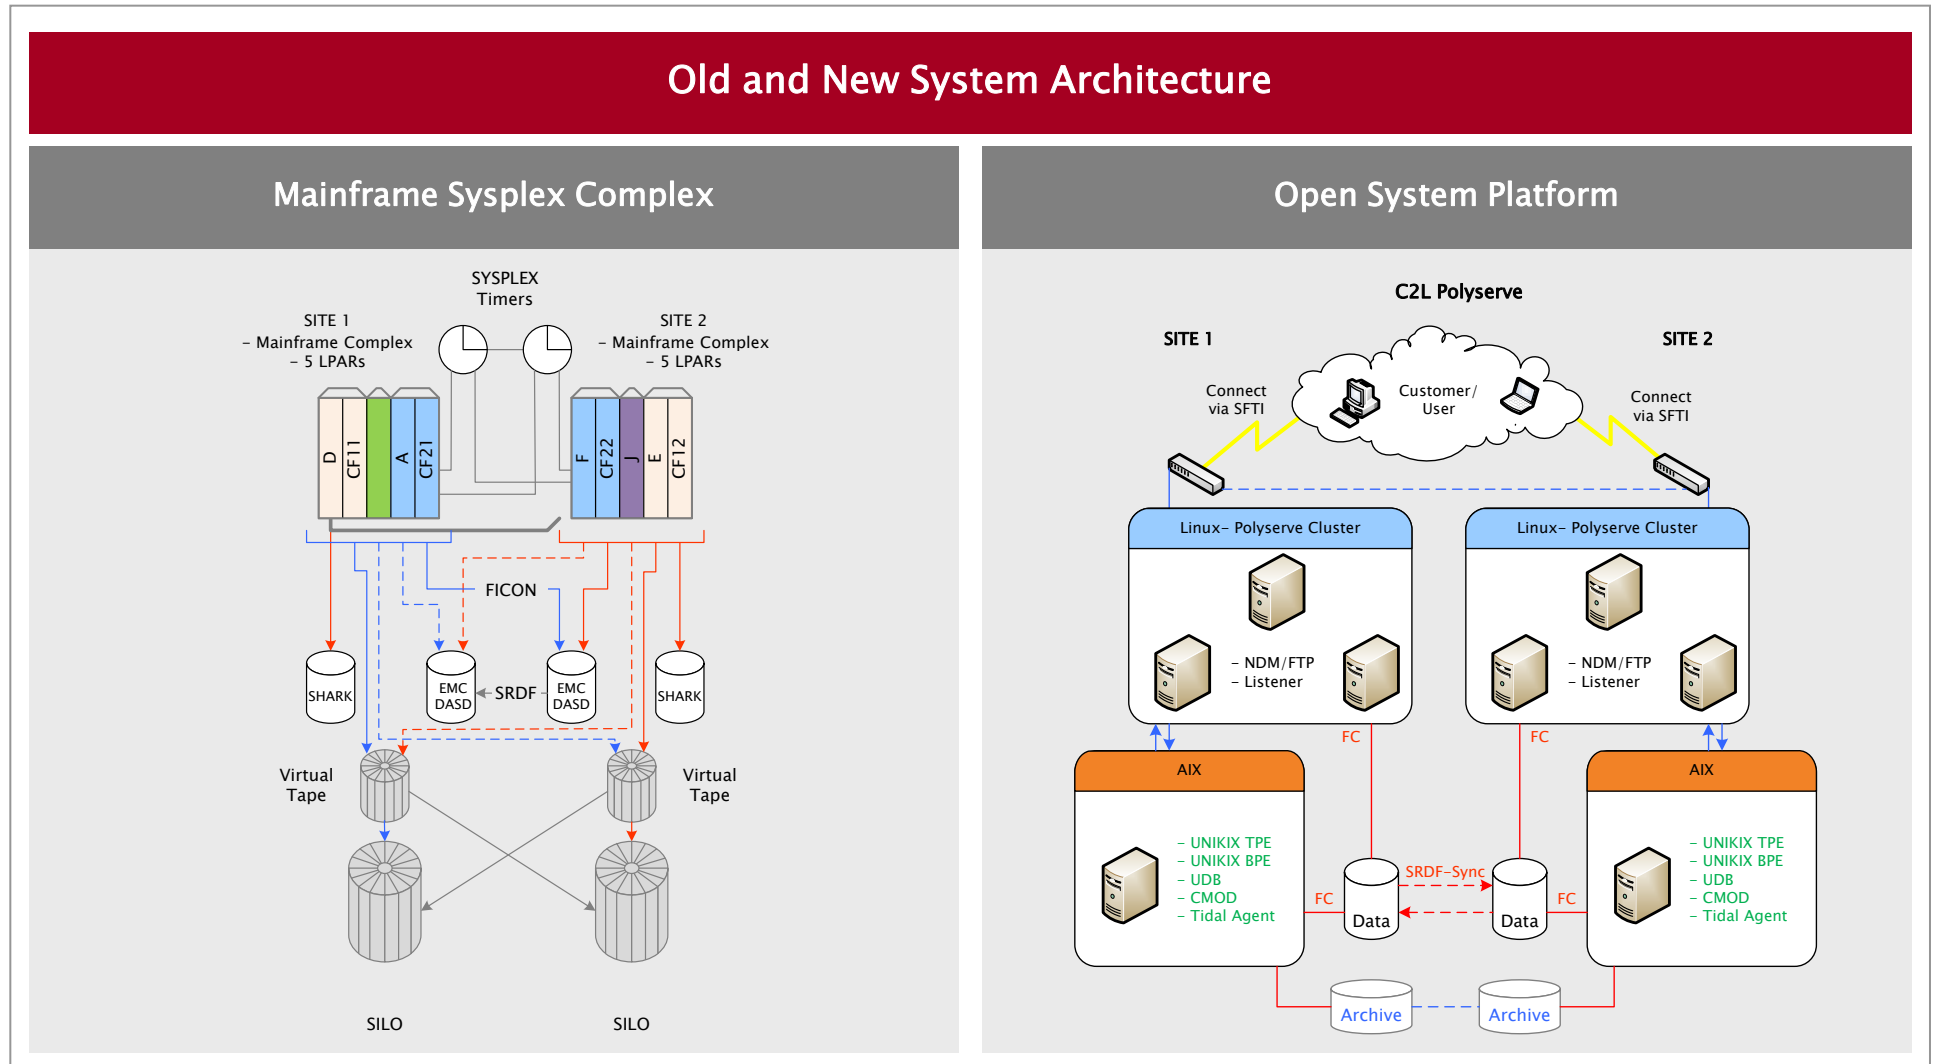 Old and New System Architecture
Mainframe Sysplex Complex
SYSPLEX
Timers
SITE 1
- Mainframe Complex
- 5 LPARs
SITE 2
- Mainframe Complex
- 5 LPARs
D
CF11
A
CF21
F
CF22
J
E
CF12
FICON
SHARK
EMC
DASD
SRDF
EMC
DASD
SHARK
Virtual
Tape
Virtual
Tape
SILO
SILO
Open System Platform
C2L Polyserve
SITE 1
SITE 2
Connect
via SFTI
Customer/
User
Connect
via SFTI
Linux- Polyserve Cluster
- NDM/FTP
- Listener
Linux- Polyserve Cluster
- NDM/FTP
- Listener
FC
FC
AIX
- UNIKIX TPE
- UNIKIX BPE
- UDB
- CMOD
- Tidal Agent
AIX
- UNIKIX TPE
- UNIKIX BPE
- UDB
- CMOD
- Tidal Agent
SRDF-Sync
FC
Data
Data
FC
Archive
Archive